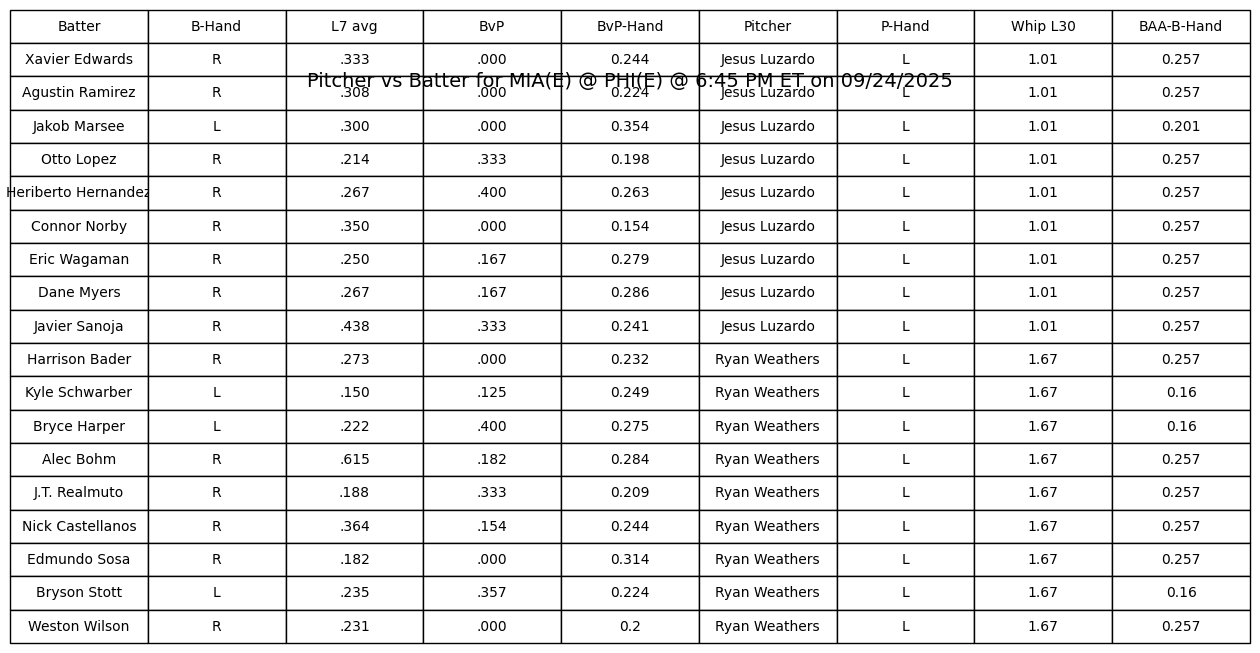 Batter B-Hand L7 avg BvP BvP-Hand Pitcher P-Hand Whip L30 BAA-B-Hand
Xavier Edwards R .333 .000 0.244 Jesus Luzardo L 1.01 0.257
Pitcher vs Batter for MIA(E) @ PHI(E) @ 6:45 PM ET on 09/24/2025
Agustin Ramirez R .308 .000 0.224 Jesus Luzardo L 1.01 0.257
Jakob Marsee L .300 .000 0.354 Jesus Luzardo L 1.01 0.201
Otto Lopez R .214 .333 0.198 Jesus Luzardo L 1.01 0.257
Heriberto Hernandez R .267 .400 0.263 Jesus Luzardo L 1.01 0.257
Connor Norby R .350 .000 0.154 Jesus Luzardo L 1.01 0.257
Eric Wagaman R .250 .167 0.279 Jesus Luzardo L 1.01 0.257
Dane Myers R .267 .167 0.286 Jesus Luzardo L 1.01 0.257
Javier Sanoja R .438 .333 0.241 Jesus Luzardo L 1.01 0.257
Harrison Bader R .273 .000 0.232 Ryan Weathers L 1.67 0.257
Kyle Schwarber L .150 .125 0.249 Ryan Weathers L 1.67 0.16
Bryce Harper L .222 .400 0.275 Ryan Weathers L 1.67 0.16
Alec Bohm R .615 .182 0.284 Ryan Weathers L 1.67 0.257
J.T. Realmuto R .188 .333 0.209 Ryan Weathers L 1.67 0.257
Nick Castellanos R .364 .154 0.244 Ryan Weathers L 1.67 0.257
Edmundo Sosa R .182 .000 0.314 Ryan Weathers L 1.67 0.257
Bryson Stott L .235 .357 0.224 Ryan Weathers L 1.67 0.16
Weston Wilson R .231 .000 0.2 Ryan Weathers L 1.67 0.257